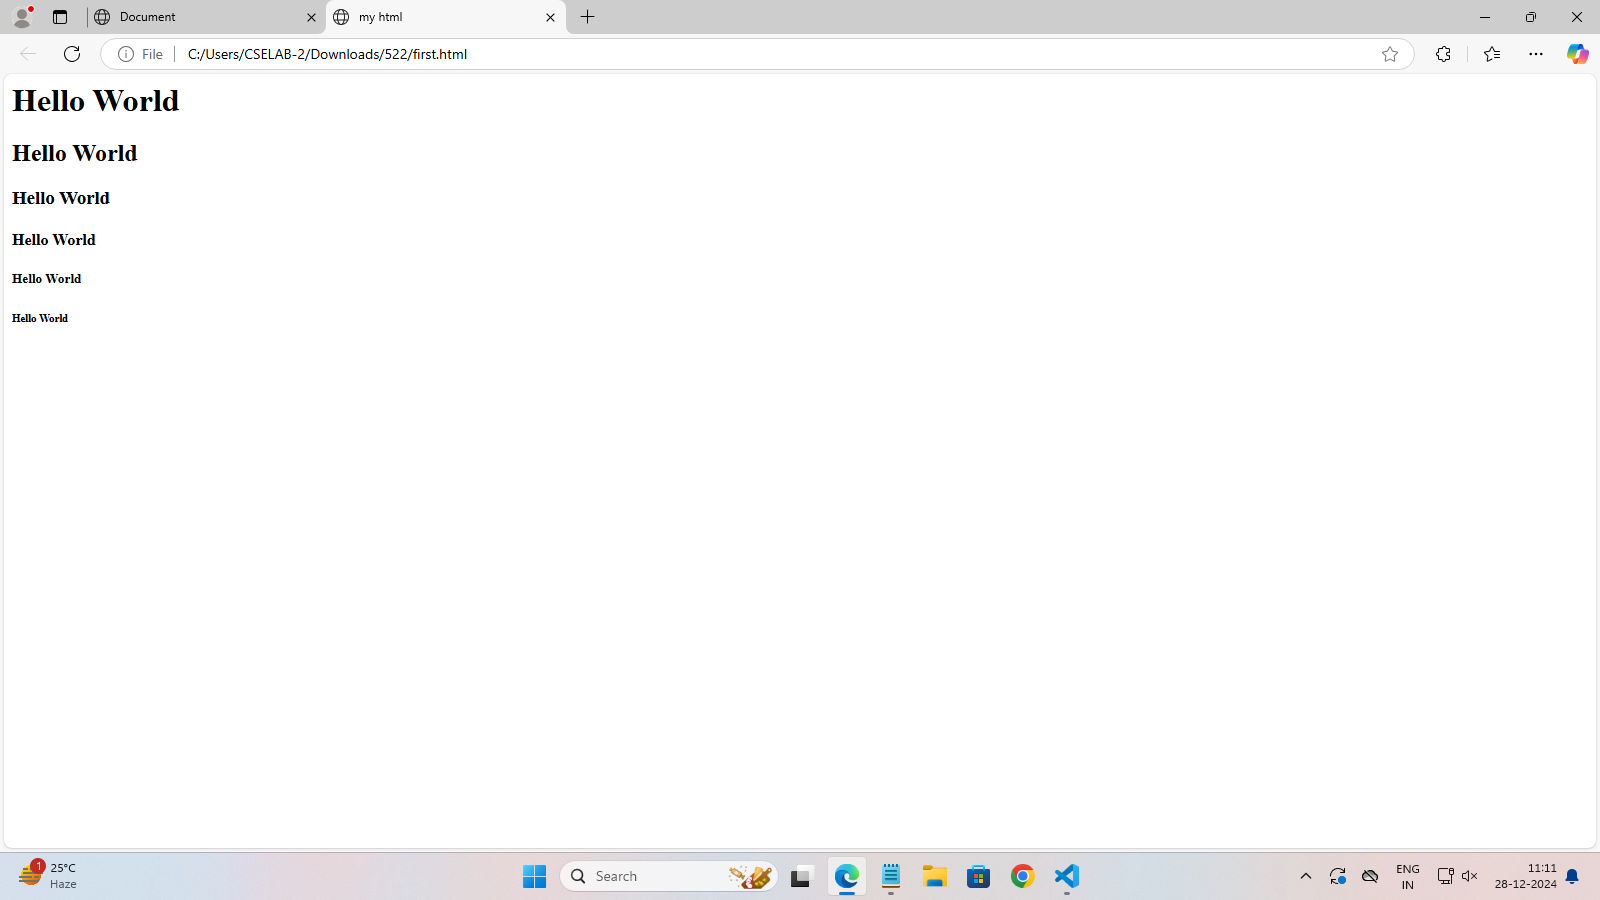 Document
my html
File
C:/Users/CSELAB-2/Downloads/522/first.html
Hello World
Hello World
Hello World
Hello World
Hello World
Hello World
1
25°C
Haze
Search
ENG
IN
11:11
28-12-2024